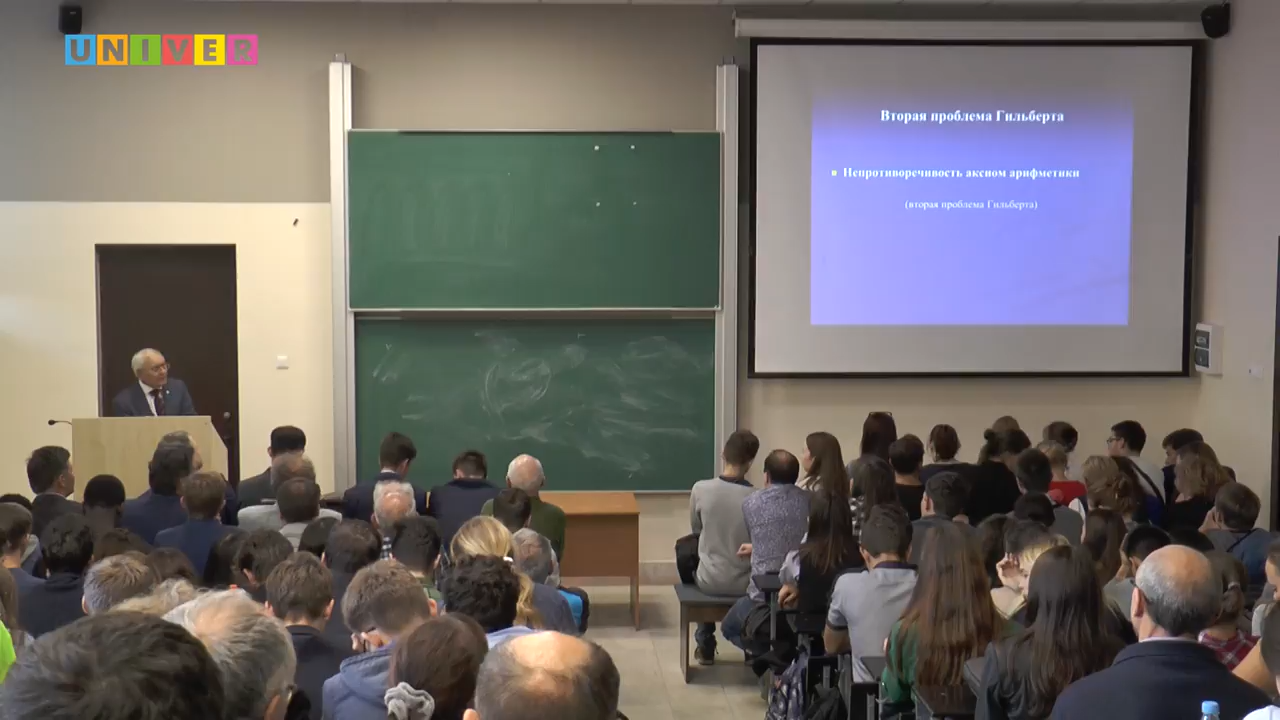 UNIVER
Вторая проблема Гильберта
Непротиворечивость аксиом арифметики
(вторая проблема Гильберта)